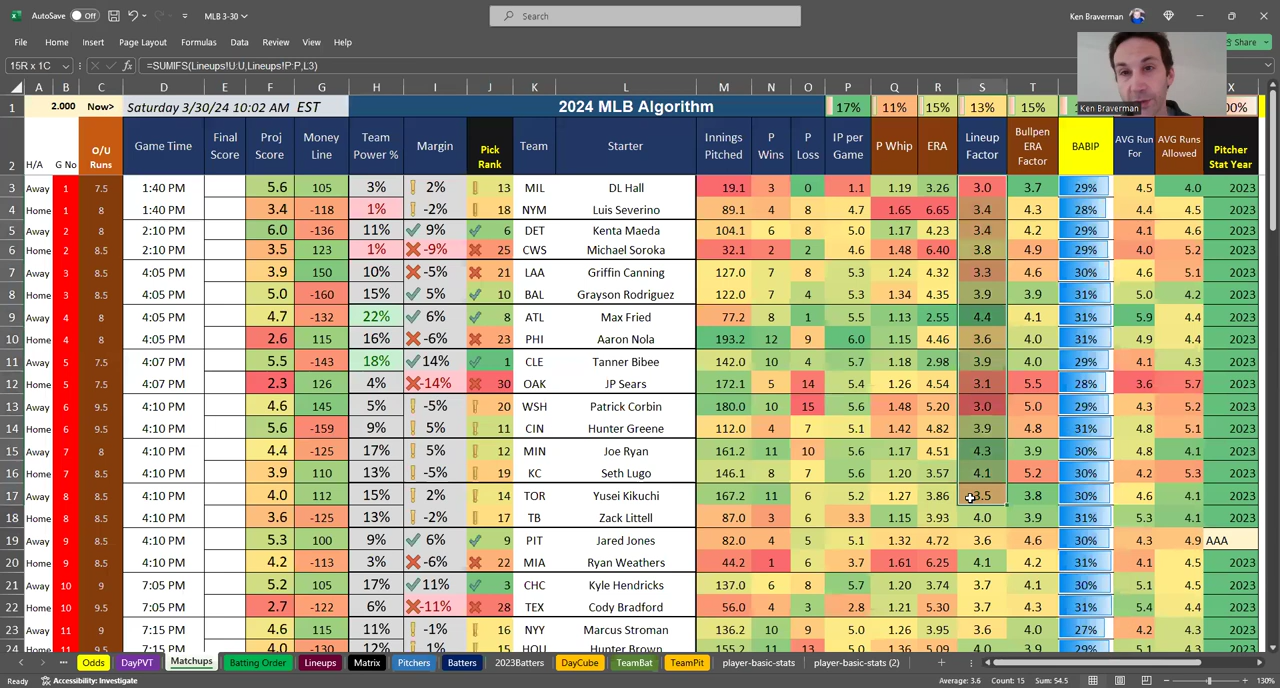 AutoSave Off MLB 3-30 Search Ken Braverman
File Home Insert Page Layout Formulas Data Review View Help Share
15R x 1C fx =SUMIFS(Lineups!U:U,Lineups!P:P,L3)
Ken Braverman
A B C D E F G H I J K L M N O P Q R S T X
1 2.000 Now> Saturday 3/30/24 10:02 AM EST 2024 MLB Algorithm 17% 11% 15% 13% 15% 00%
2 H/A G No O/U Runs Game Time Final Score Proj Score Money Line Team Power % Margin Pick Rank Team Starter Innings Pitched P Wins P Loss IP per Game P Whip ERA Lineup Factor Bullpen ERA Factor BABIP AVG Run For AVG Runs Allowed Pitcher Stat Year
3 Away 1 7.5 1:40 PM 5.6 105 3% 2% 13 MIL DL Hall 19.1 3 0 1.1 1.19 3.26 3.0 3.7 29% 4.5 4.0 2023
4 Home 1 8 1:40 PM 3.4 -118 1% -2% 18 NYM Luis Severino 89.1 4 8 4.7 1.65 6.65 3.4 4.3 28% 4.4 4.5 2023
5 Away 2 8 2:10 PM 6.0 -136 11% 9% 6 DET Kenta Maeda 104.1 6 8 5.0 1.17 4.23 3.4 4.2 29% 4.1 4.6 2023
6 Home 2 8.5 2:10 PM 3.5 123 1% -9% 25 CWS Michael Soroka 32.1 2 2 4.6 1.48 6.40 3.8 4.9 29% 4.0 5.2 2023
7 Away 3 8.5 4:05 PM 3.9 150 10% -5% 21 LAA Griffin Canning 127.0 7 8 5.3 1.24 4.32 3.3 4.6 30% 4.6 5.1 2023
8 Home 3 8.5 4:05 PM 5.0 -160 15% 5% 10 BAL Grayson Rodriguez 122.0 7 4 5.3 1.34 4.35 3.9 3.9 31% 5.0 4.2 2023
9 Away 4 8 4:05 PM 4.7 -132 22% 6% 8 ATL Max Fried 77.2 8 1 5.5 1.13 2.55 4.4 4.1 31% 5.9 4.4 2023
10 Home 4 8 4:05 PM 2.6 116 16% -6% 23 PHI Aaron Nola 193.2 12 9 6.0 1.15 4.46 3.6 4.0 31% 4.9 4.4 2023
11 Away 5 8 4:07 PM 5.5 -143 18% 14% 1 CLE Tanner Bibee 142.0 10 4 5.7 1.18 2.98 3.9 4.0 29% 4.1 4.3 2023
12 Home 5 7.5 4:07 PM 2.3 126 4% -14% 30 OAK JP Sears 172.1 5 14 5.4 1.26 4.54 3.1 5.5 28% 3.6 5.7 2023
13 Away 6 9.5 4:10 PM 4.6 145 5% -5% 20 WSH Patrick Corbin 180.0 10 15 5.6 1.48 5.20 3.0 5.0 29% 4.3 5.2 2023
14 Home 6 9.5 4:10 PM 5.6 -159 9% 5% 11 CIN Hunter Greene 112.0 4 7 5.1 1.42 4.82 3.9 4.8 31% 4.8 5.1 2023
15 Away 7 8 4:10 PM 4.4 -125 17% 5% 12 MIN Joe Ryan 161.2 11 10 5.6 1.17 4.51 4.3 3.9 30% 4.8 4.1 2023
16 Home 7 8.5 4:10 PM 3.9 110 13% -5% 19 KC Seth Lugo 146.1 8 7 5.6 1.20 3.57 4.1 5.2 30% 4.2 5.3 2023
17 Away 8 8.5 4:10 PM 4.0 112 15% 2% 14 TOR Yusei Kikuchi 167.2 11 6 5.2 1.27 3.86 3.5 3.8 30% 4.6 4.1 2023
18 Home 8 8.5 4:10 PM 3.6 -125 13% -2% 17 TB Zack Littell 87.0 3 6 3.3 1.15 3.93 4.0 3.9 31% 5.3 4.1 2023
19 Away 9 8.5 4:10 PM 5.3 100 9% 6% 9 PIT Jared Jones 82.0 4 5 5.1 1.32 4.72 3.6 4.6 30% 4.3 4.9 AAA
20 Home 9 8.5 4:10 PM 4.2 -113 3% -6% 22 MIA Ryan Weathers 44.2 1 8 3.7 1.61 6.25 4.1 4.2 30% 4.1 4.5 2023
21 Away 10 9 7:05 PM 5.2 105 17% 11% 3 CHC Kyle Hendricks 137.0 6 8 5.7 1.20 3.74 3.7 4.1 30% 5.1 4.5 2023
22 Home 10 9.5 7:05 PM 2.7 -122 6% -11% 28 TEX Cody Bradford 56.0 4 3 2.8 1.21 5.30 3.7 4.3 31% 5.4 4.4 2023
23 Away 11 9 7:15 PM 4.6 115 11% -1% 16 NYY Marcus Stroman 136.2 10 9 5.0 1.26 3.95 3.6 4.0 27% 4.2 4.3 2023
Odds DayPVT Matchups Batting Order Lineups Matrix Pitchers Batters 2023Batters DayCube TeamBat TeamPit player-basic-stats player-basic-stats (2)
Ready Accessibility: Investigate Average: 3.6 Count: 15 Sum: 54.5 130%